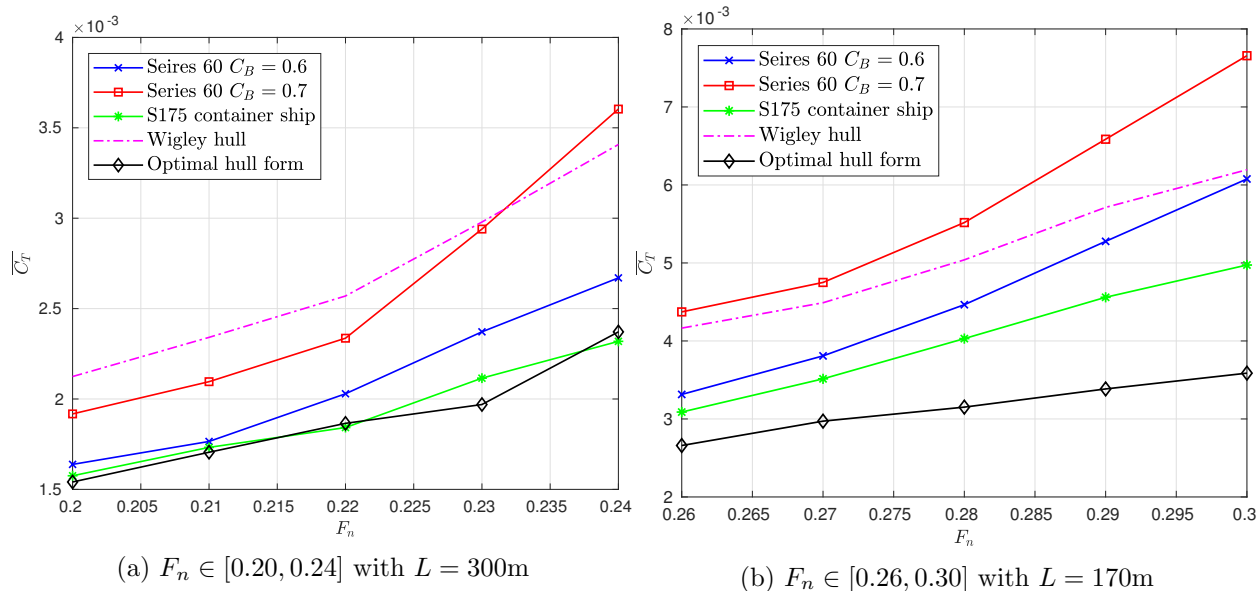 ×10⁻³
4
3.5
3
2.5
2
1.5
C̅_T̅
Seires 60 C_B = 0.6
Series 60 C_B = 0.7
S175 container ship
Wigley hull
Optimal hull form
0.2 0.205 0.21 0.215 0.22 0.225 0.23 0.235 0.24
F_n
(a) F_n ∈ [0.20, 0.24] with L = 300m
×10⁻³
8
7
6
5
4
3
2
C̅_T̅
Seires 60 C_B = 0.6
Series 60 C_B = 0.7
S175 container ship
Wigley hull
Optimal hull form
0.26 0.265 0.27 0.275 0.28 0.285 0.29 0.295 0.3
F_n
(b) F_n ∈ [0.26, 0.30] with L = 170m